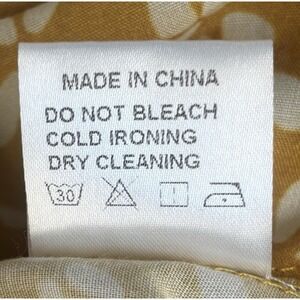 MADE IN CHINA
DO NOT BLEACH
COLD IRONING
DRY CLEANING
30